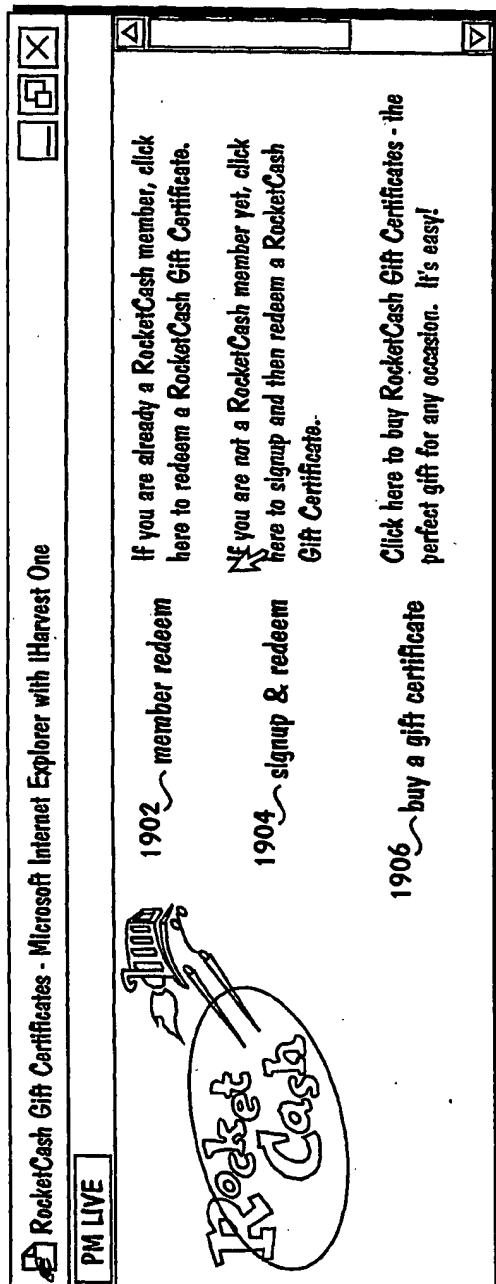 RocketCash Gift Certificates - Microsoft Internet Explorer with iHarvest One
PM LIVE
Rocket
Cash
1902 member redeem
If you are already a RocketCash member, click
here to redeem a RocketCash Gift Certificate.
1904 signup & redeem
If you are not a RocketCash member yet, click
here to signup and then redeem a RocketCash
Gift Certificate.
1906 buy a gift certificate
Click here to buy RocketCash Gift Certificates - the
perfect gift for any occasion. It's easy!